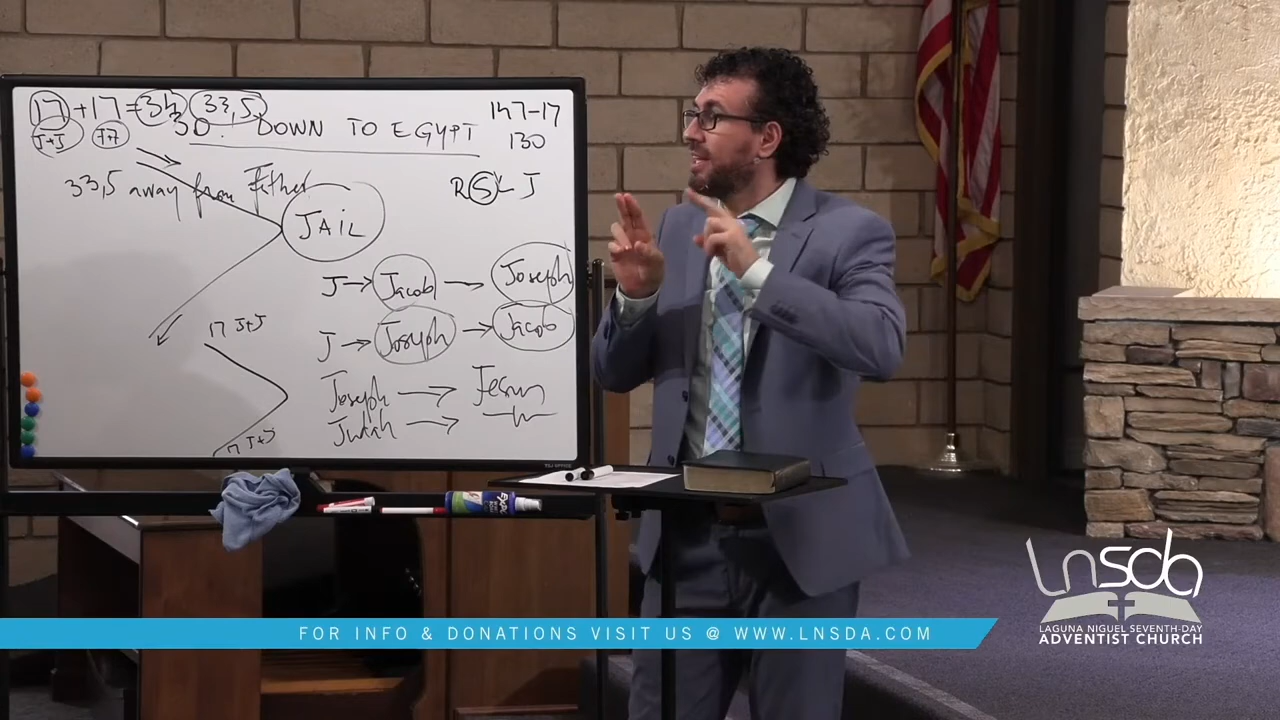 17 + 17 = 34 33,5
J+J
30. DOWN TO EGYPT
147-17
130
33,5 away from Father
R S L J
JAIL
J → Jacob — Joseph
J → Joseph → Jacob
17 J+J
Joseph → Jesus
Judah →
17 J+J
EXPO
LNSDA
LAGUNA NIGUEL SEVENTH-DAY
ADVENTIST CHURCH
FOR INFO & DONATIONS VISIT US @ WWW.LNSDA.COM